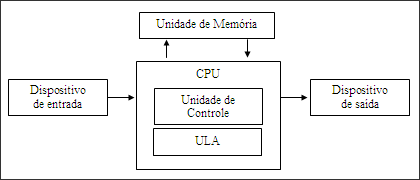 Unidade de Memória
CPU
Dispositivo
de entrada
Unidade de
Controle
ULA
Dispositivo
de saída